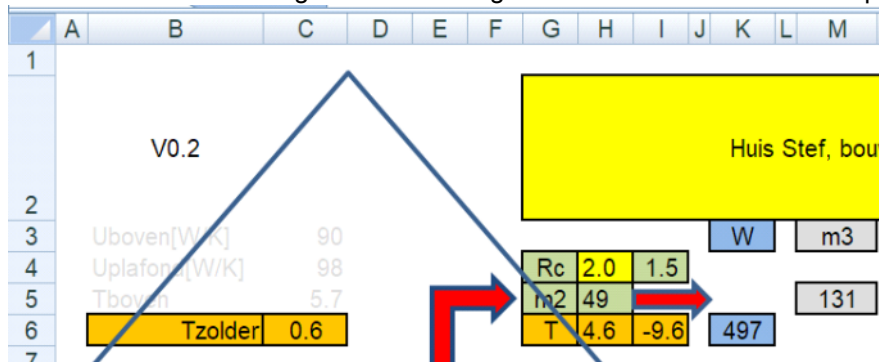 A B C D E F G H I J K L M
1
V0.2 Huis Stef, bou
2
3 Uboven[W/K] 90 W m3
4 Uplafond[W/K] 98 Rc 2.0 1.5
5 Tboven 5.7 m2 49 131
6 Tzolder 0.6 T 4.6 -9.6 497
7